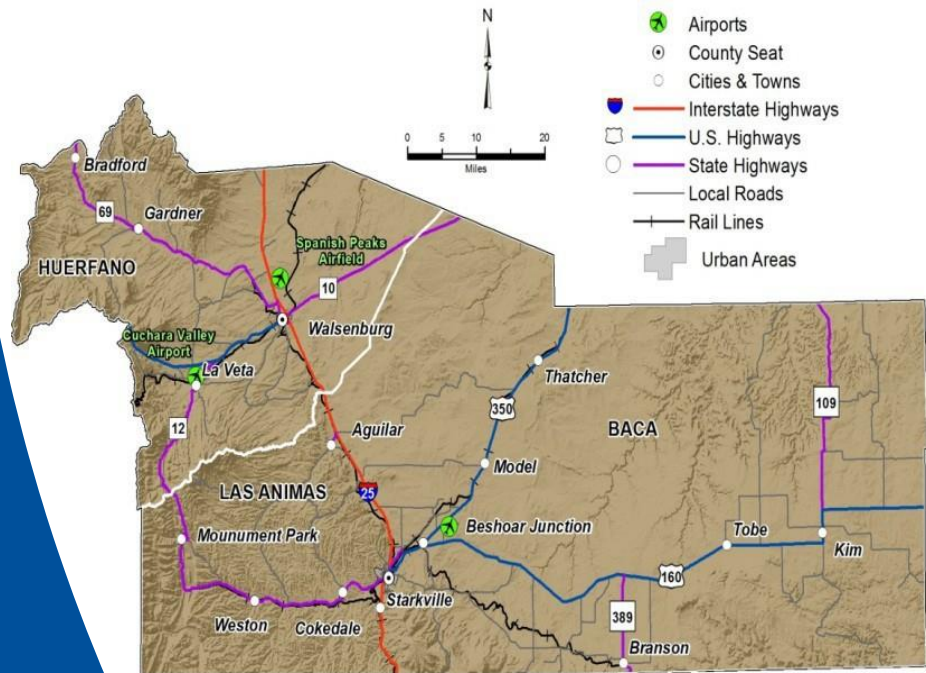 N
0 5 10 20
Miles
Airports
County Seat
Cities & Towns
Interstate Highways
U.S. Highways
State Highways
Local Roads
Rail Lines
Urban Areas
Bradford
69
Gardner
HUERFANO
Spanish Peaks
Airfield
10
Walsenburg
Cuchara Valley
Airport
La Veta
12
Thatcher
350
109
Aguilar
BACA
Model
LAS ANIMAS
25
Mounument Park
Beshoar Junction
Tobe
Kim
160
Starkville
Weston
Cokedale
389
Branson